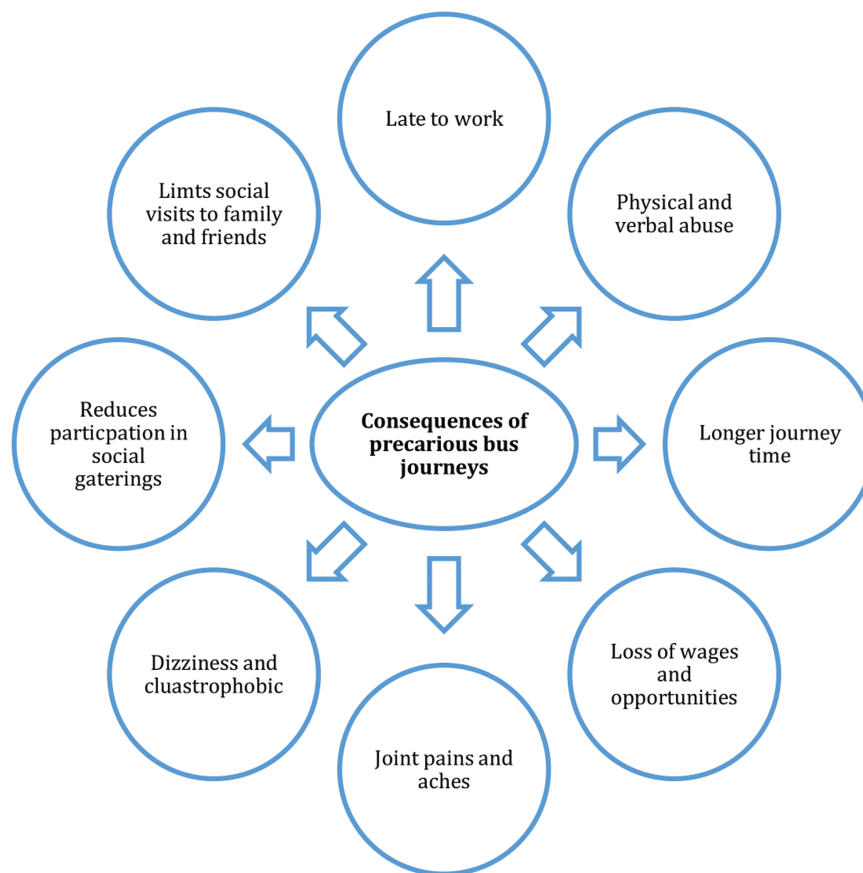 Late to work
Limts social
visits to family
and friends
Physical and
verbal abuse
Reduces
particpation in
social
gaterings
Consequences of
precarious bus
journeys
Longer journey
time
Dizziness and
cluastrophobic
Loss of wages
and
opportunities
Joint pains and
aches